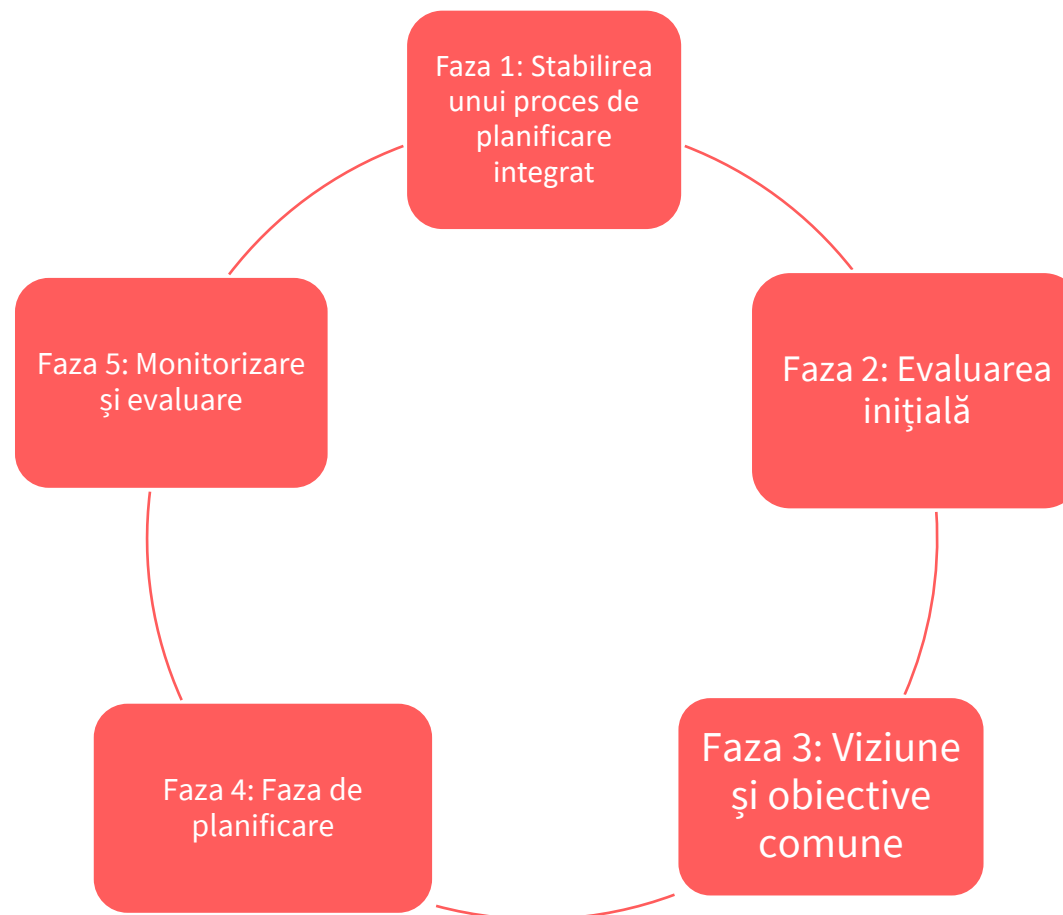 Faza 1: Stabilirea
unui proces de
planificare
integrat
Faza 2: Evaluarea
inițială
Faza 3: Viziune
și obiective
comune
Faza 4: Faza de
planificare
Faza 5: Monitorizare
și evaluare